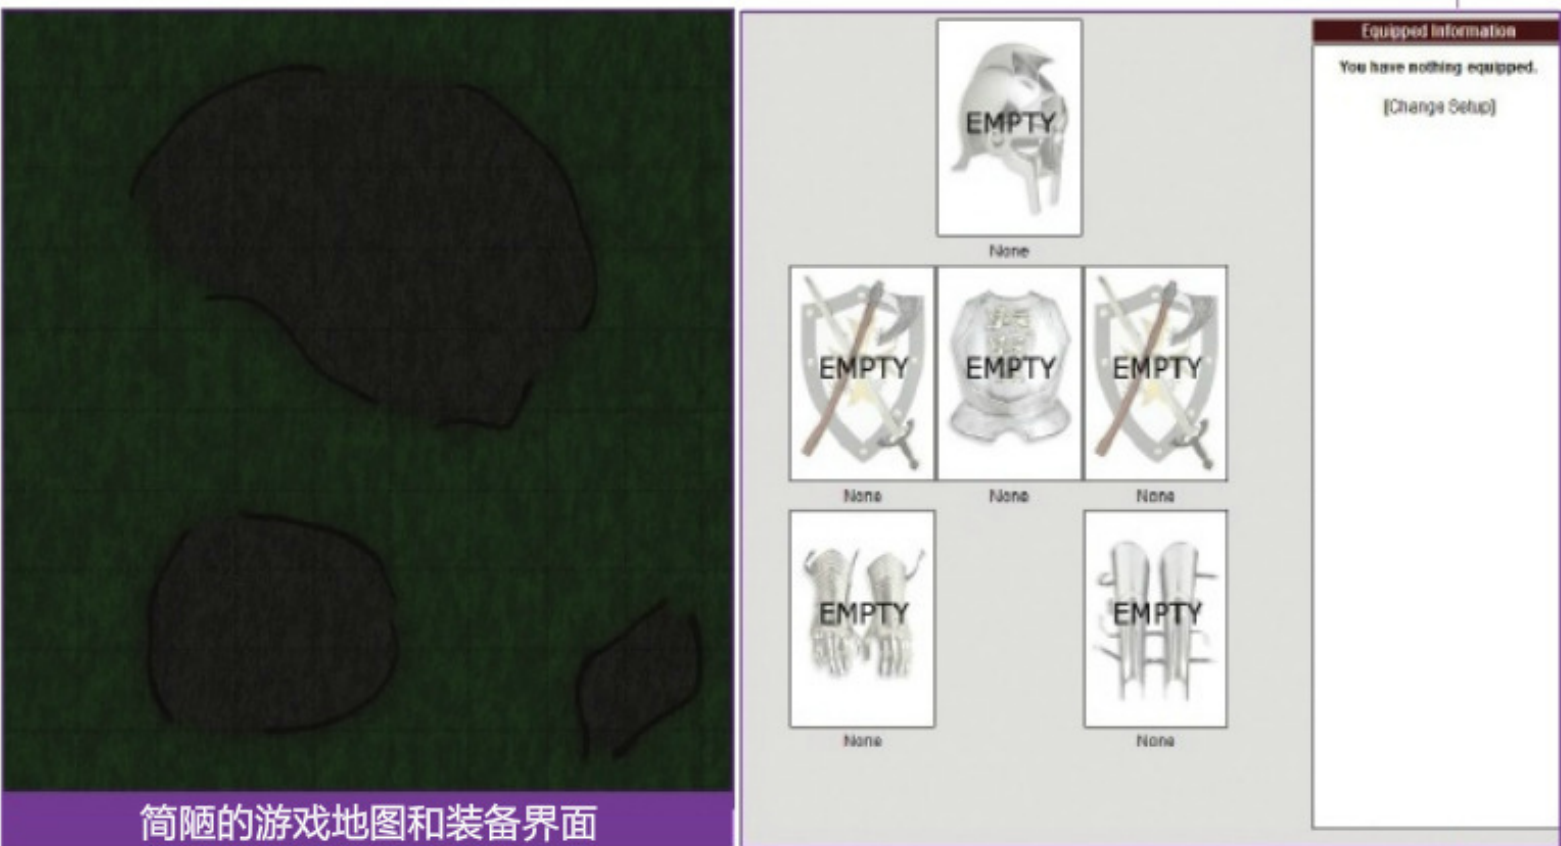 简陋的游戏地图和装备界面
EMPTY
None
EMPTY
EMPTY
EMPTY
None
None
None
EMPTY
EMPTY
None
None
Equipped Information
You have nothing equipped.
[Change Setup]